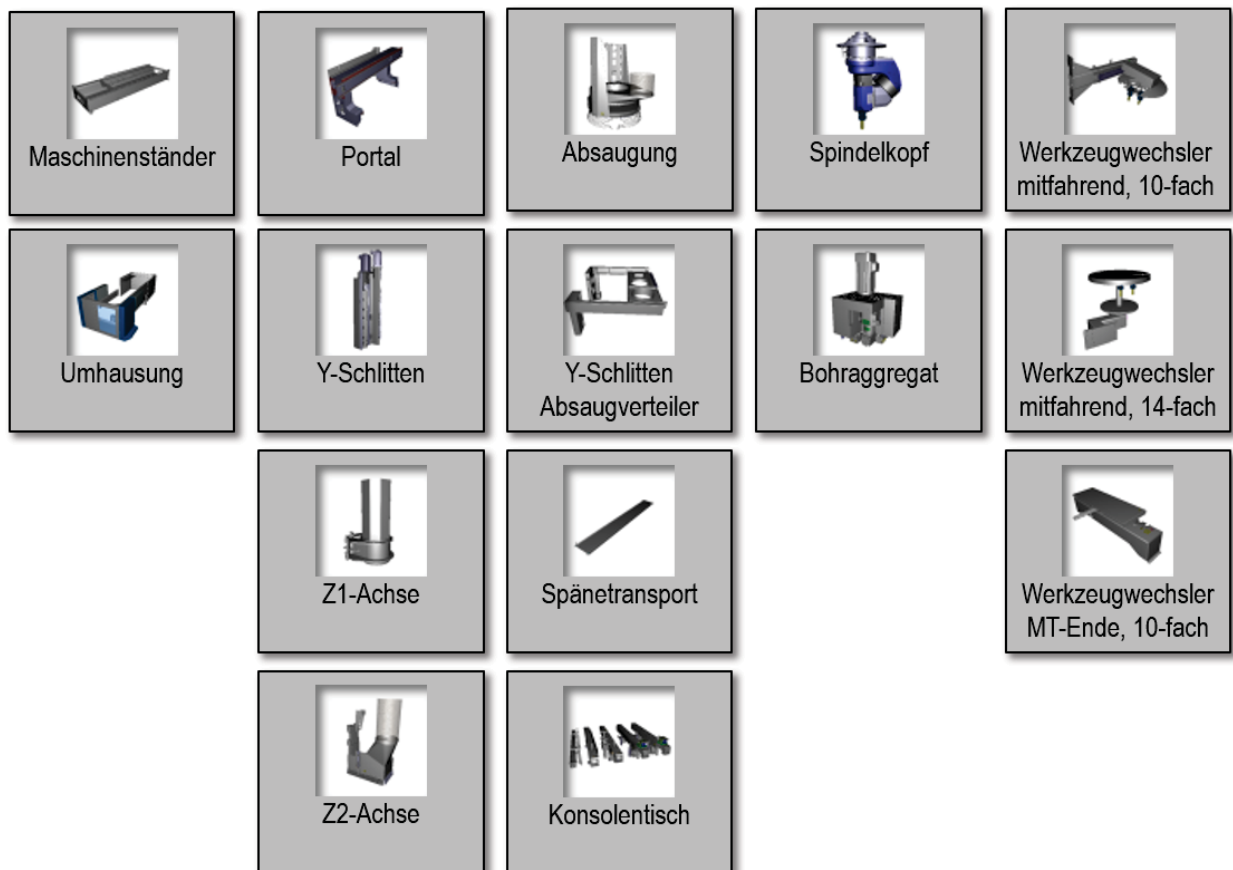 Maschinenständer
Portal
Absaugung
Spindelkopf
Werkzeugwechsler
mitfahrend, 10-fach
Umhausung
Y-Schlitten
Y-Schlitten
Absaugverteiler
Bohraggregat
Werkzeugwechsler
mitfahrend, 14-fach
Z1-Achse
Spänetransport
Werkzeugwechsler
MT-Ende, 10-fach
Z2-Achse
Konsolentisch